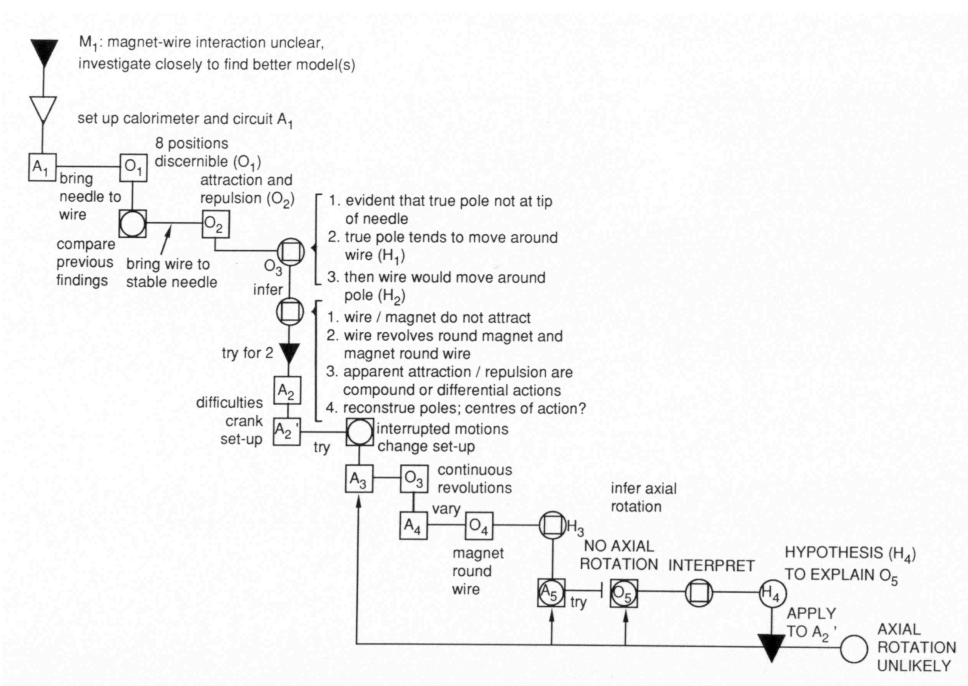 M1: magnet-wire interaction unclear,
investigate closely to find better model(s)
set up calorimeter and circuit A1
A1
O1
8 positions
discernible (O1)
bring
needle to
wire
attraction and
repulsion (O2)
O2
compare
previous
findings
bring wire to
stable needle
O3
1. evident that true pole not at tip
of needle
2. true pole tends to move around
wire (H1)
3. then wire would move around
pole (H2)
infer
1. wire / magnet do not attract
2. wire revolves round magnet and
magnet round wire
3. apparent attraction / repulsion are
compound or differential actions
4. reconstrue poles; centres of action?
try for 2
A2
difficulties
crank
set-up
A2'
try
interrupted motions
change set-up
A3
O3
continuous
revolutions
vary
A4
O4
magnet
round
wire
H3
infer axial
rotation
A5
try
NO AXIAL
ROTATION
O5
INTERPRET
H4
HYPOTHESIS (H4)
TO EXPLAIN O5
APPLY
TO A2'
AXIAL
ROTATION
UNLIKELY